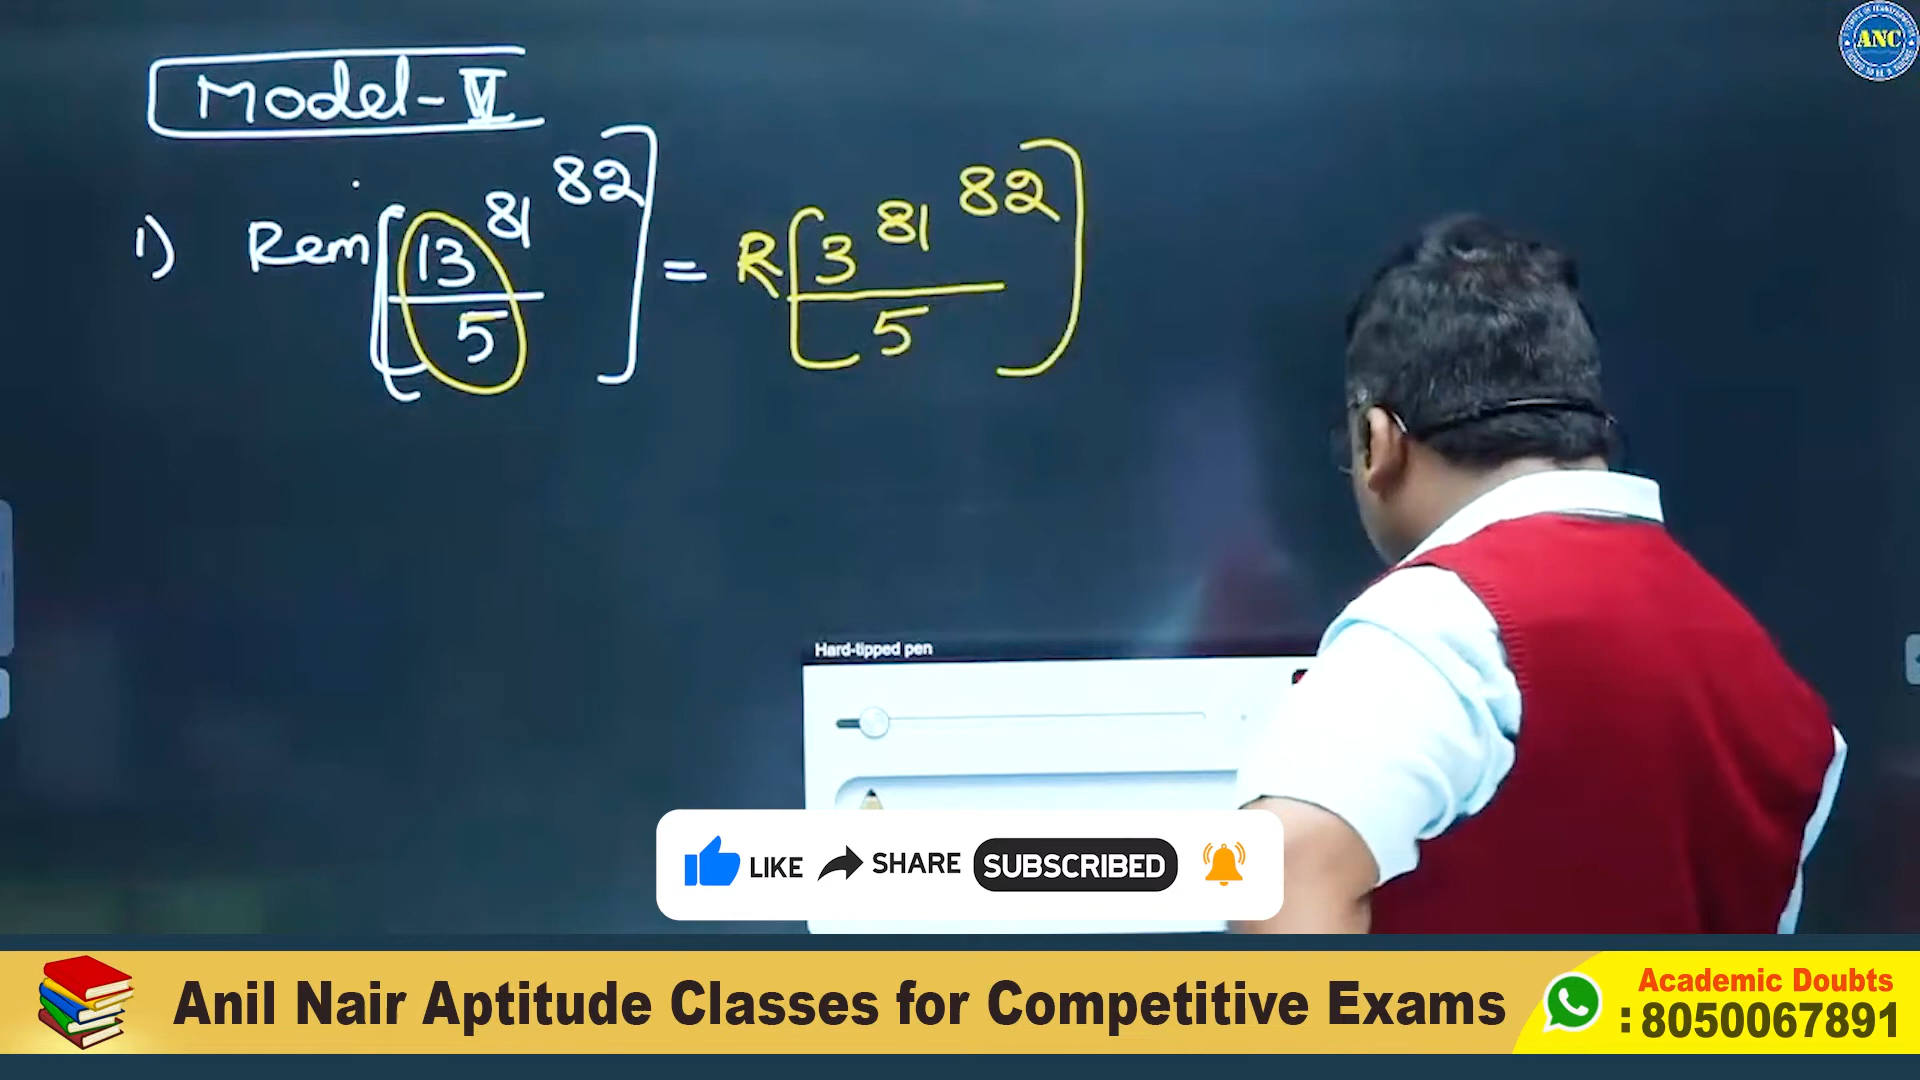 ANC
Model-VI
1) Rem [13^81^82 / 5] = R [3^81^82 / 5]
Hard-tipped pen
LIKE SHARE SUBSCRIBED
Anil Nair Aptitude Classes for Competitive Exams
Academic Doubts
: 8050067891